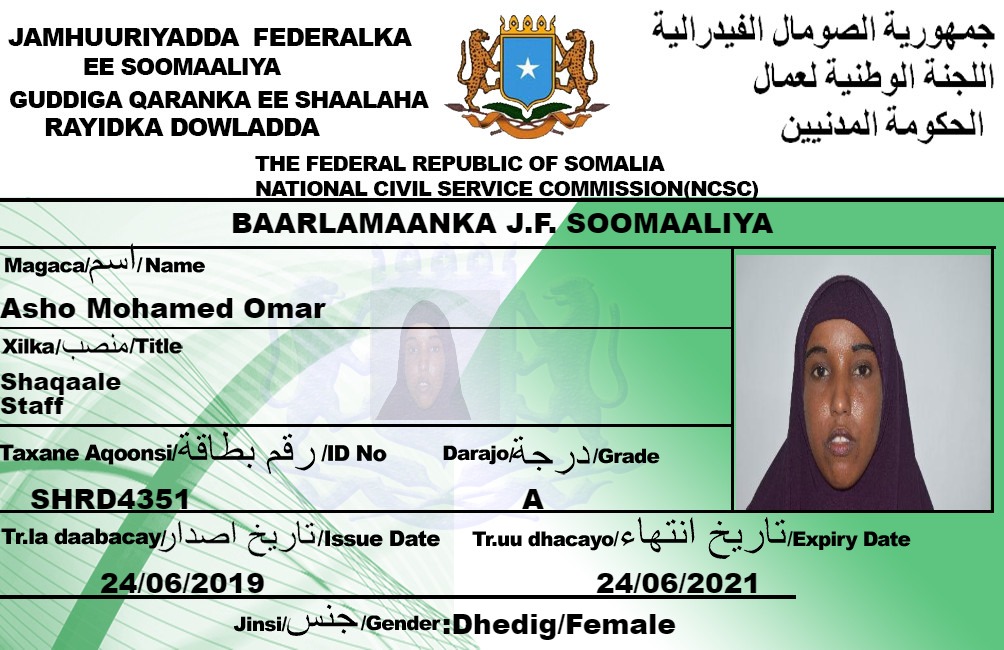 JAMHUURIYADDA FEDERALKA
EE SOOMAALIYA
GUDDIGA QARANKA EE SHAALAHA
RAYIDKA DOWLADDA
جمهورية الصومال الفيدرالية
اللجنة الوطنية لعمال
الحكومة المدنيين
THE FEDERAL REPUBLIC OF SOMALIA
NATIONAL CIVIL SERVICE COMMISSION(NCSC)
BAARLAMAANKA J.F. SOOMAALIYA
Magaca/اسم/Name
Asho Mohamed Omar
Xilka/منصب/Title
Shaqaale
Staff
Taxane Aqoonsi/رقم بطاقة/ID No
Darajo/درجة/Grade
SHRD4351
A
Tr.la daabacay/تاريخ اصدار/Issue Date
Tr.uu dhacayo/تاريخ انتهاء/Expiry Date
24/06/2019
24/06/2021
Jinsi/جنس/Gender:Dhedig/Female